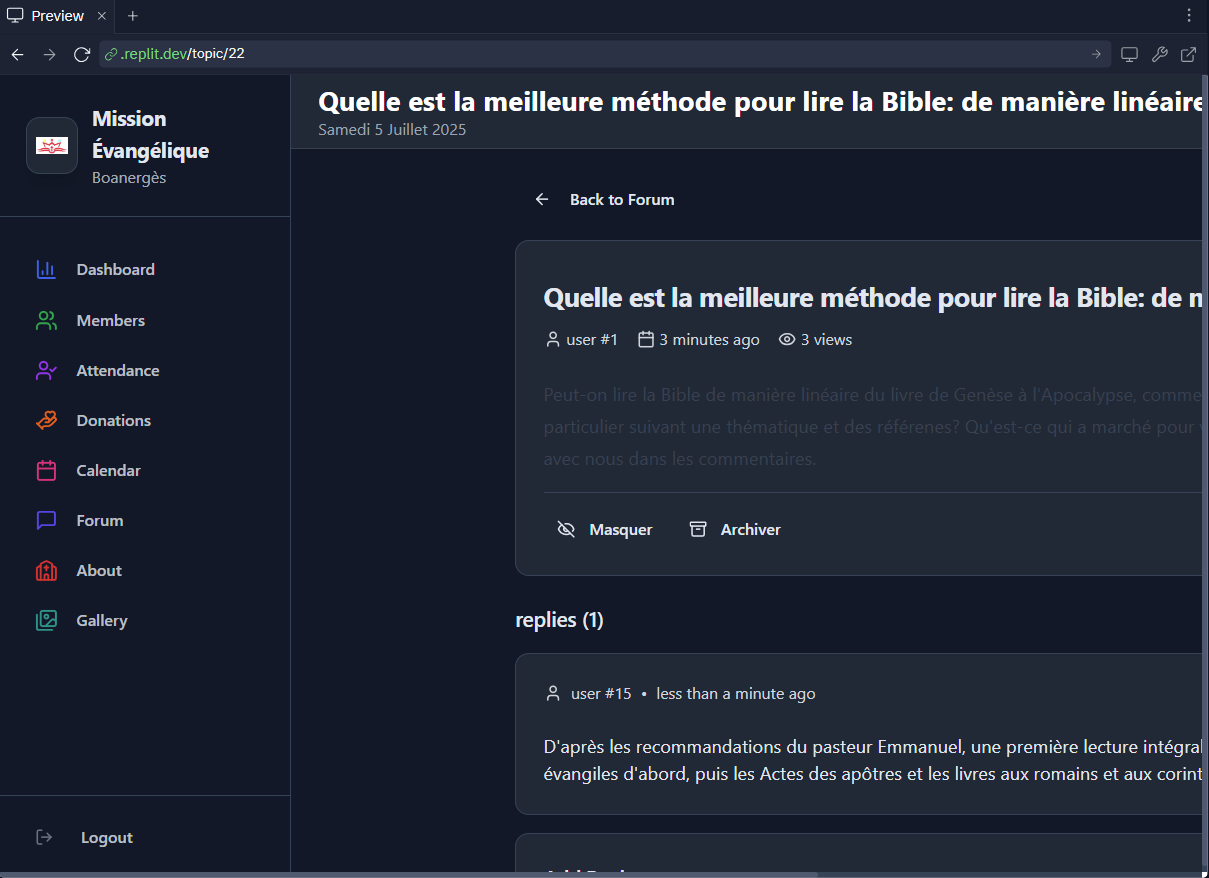 Preview
.replit.dev/topic/22
Mission
Évangélique
Boanergès
Dashboard
Members
Attendance
Donations
Calendar
Forum
About
Gallery
Logout
Quelle est la meilleure méthode pour lire la Bible: de manière linéaire
Samedi 5 Juillet 2025
Back to Forum
Quelle est la meilleure méthode pour lire la Bible: de m
user #1 3 minutes ago 3 views
Peut-on lire la Bible de manière linéaire du livre de Genèse à l'Apocalypse, comme
particulier suivant une thématique et des référenes? Qu'est-ce qui a marché pour
avec nous dans les commentaires.
Masquer Archiver
replies (1)
user #15 • less than a minute ago
D'après les recommandations du pasteur Emmanuel, une première lecture intégral
évangiles d'abord, puis les Actes des apôtres et les livres aux romains et aux corint